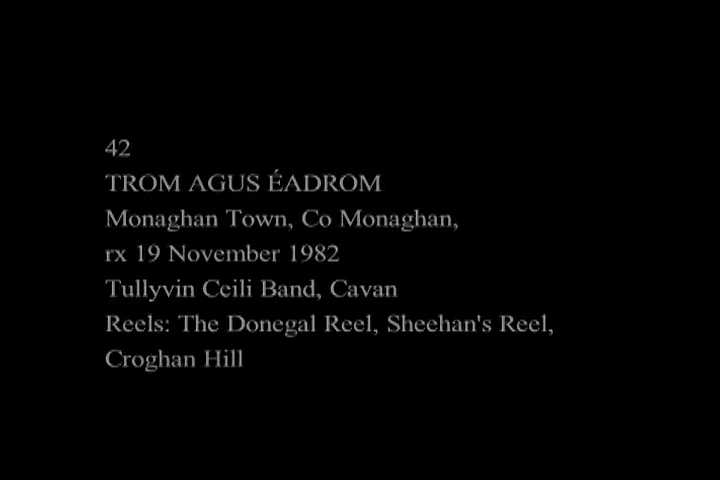 42
TROM AGUS ÉADROM
Monaghan Town, Co Monaghan,
rx 19 November 1982
Tullyvin Ceili Band, Cavan
Reels: The Donegal Reel, Sheehan's Reel,
Croghan Hill